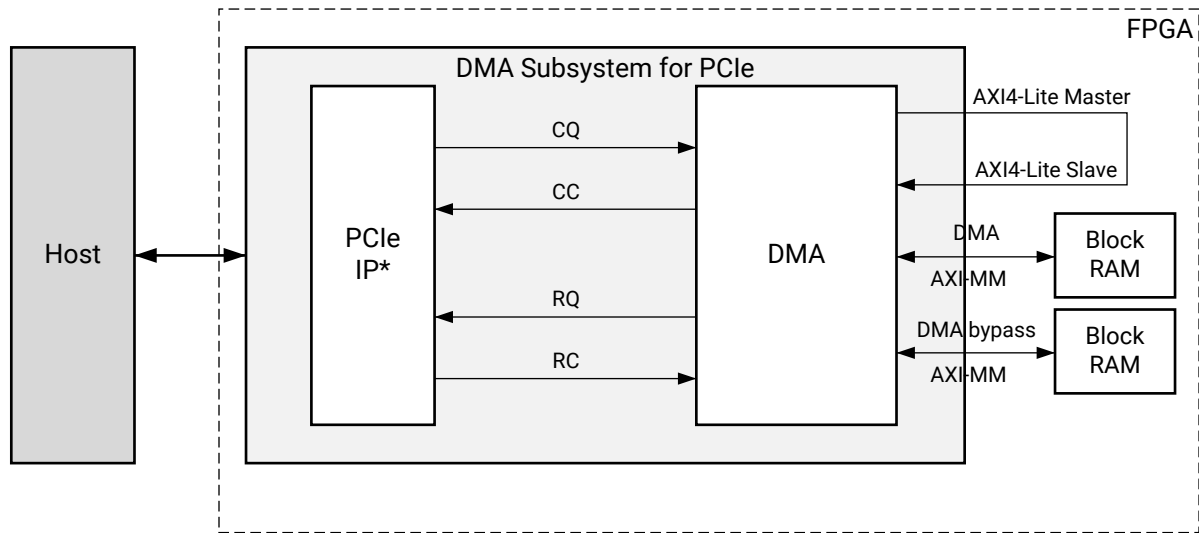 FPGA
DMA Subsystem for PCIe
Host
PCIe
IP*
CQ
CC
RQ
RC
DMA
AXI4-Lite Master
AXI4-Lite Slave
DMA
AXI-MM
Block
RAM
DMA bypass
AXI-MM
Block
RAM